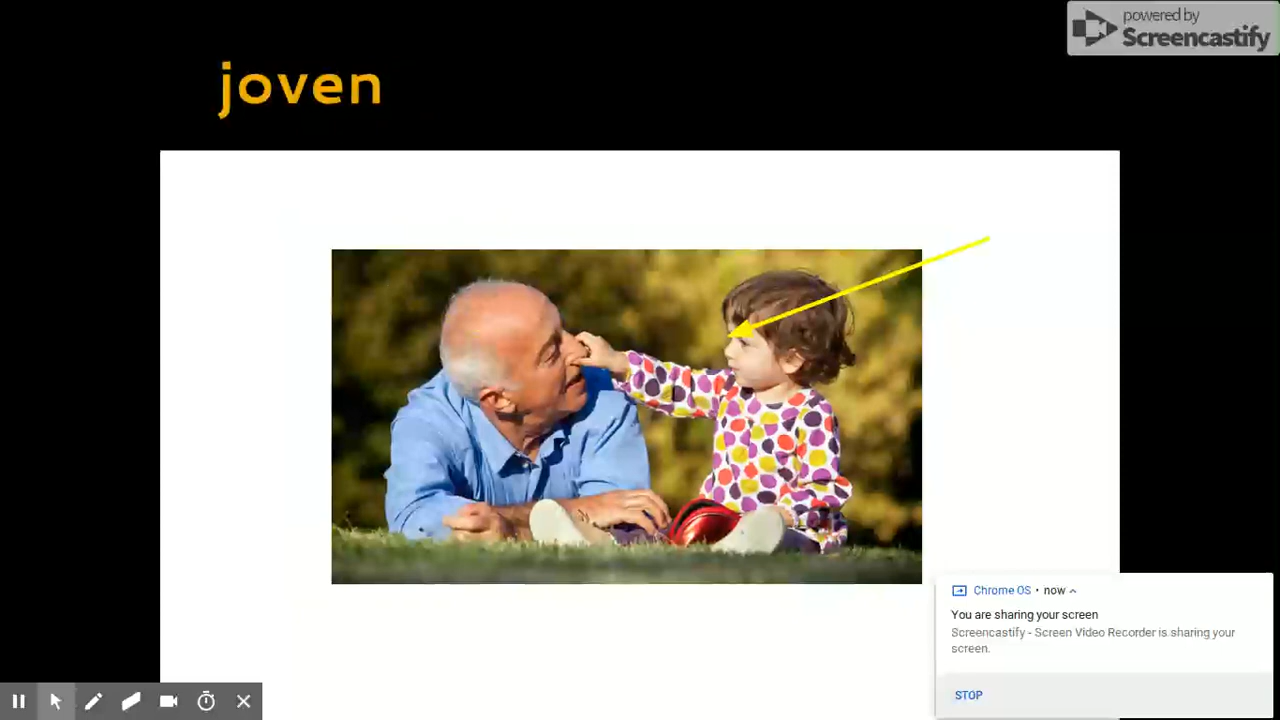 powered by
Screencastify
joven
Chrome OS • now
You are sharing your screen
Screencastify - Screen Video Recorder is sharing your
screen.
STOP